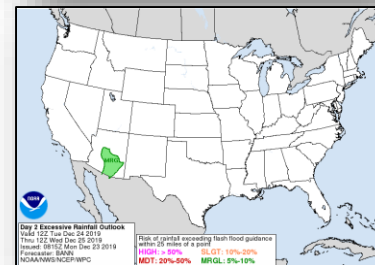 MRGL
noaa
Day 2 Excessive Rainfall Outlook
Valid 12Z Tue Dec 24 2019
Thru 12Z Wed Dec 25 2019
Issued: 0815Z Mon Dec 23 2019
Forecaster: BANN
NOAA/NWS/NCEP/WPC
Risk of rainfall exceeding flash flood guidance
within 25 miles of a point
HIGH: > 50% SLGT: 10%-20%
MDT: 20%-50% MRGL: 5%-10%